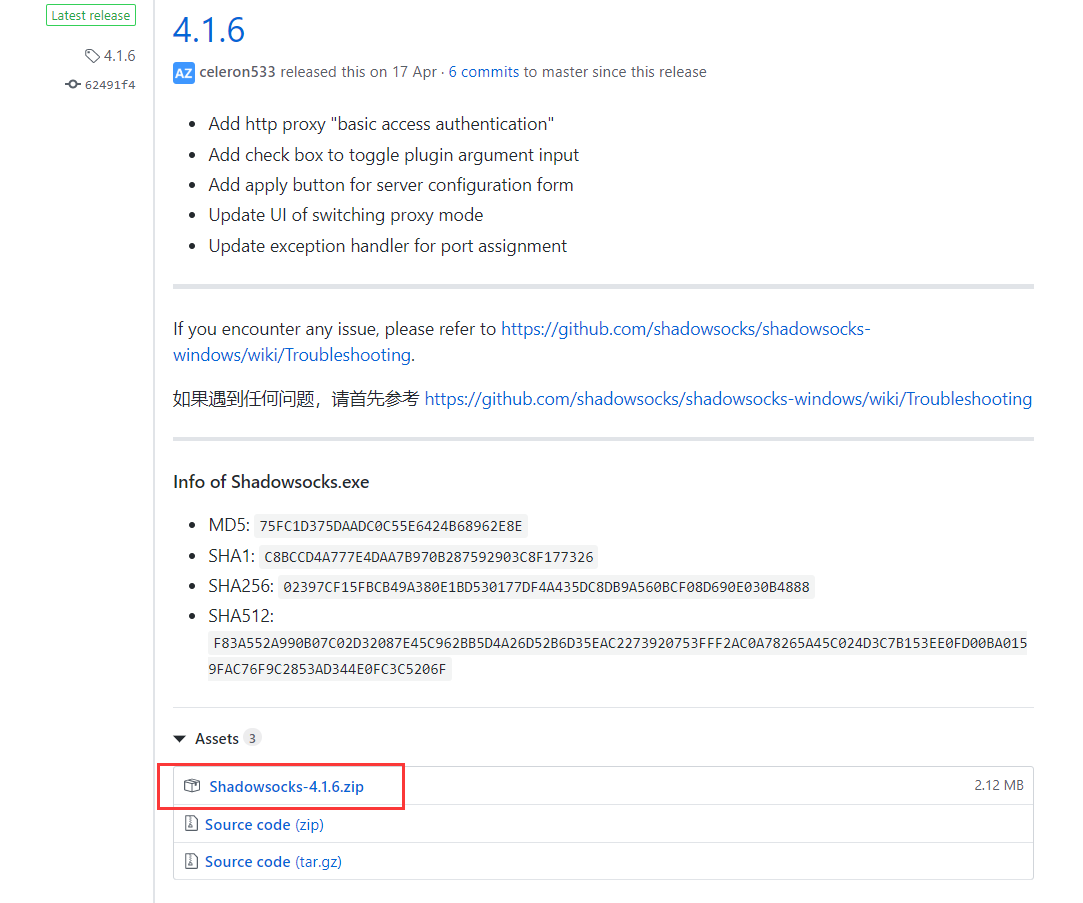 Latest release
4.1.6
62491f4
4.1.6
AZ celeron533 released this on 17 Apr · 6 commits to master since this release
Add http proxy "basic access authentication"
Add check box to toggle plugin argument input
Add apply button for server configuration form
Update UI of switching proxy mode
Update exception handler for port assignment
If you encounter any issue, please refer to https://github.com/shadowsocks/shadowsocks-
windows/wiki/Troubleshooting.
如果遇到任何问题，请首先参考 https://github.com/shadowsocks/shadowsocks-windows/wiki/Troubleshooting
Info of Shadowsocks.exe
MD5: 75FC1D375DAADC0C55E6424B68962E8E
SHA1: C8BCCD4A777E4DAA7B970B287592903C8F177326
SHA256: 02397CF15FBCB49A380E1BD530177DF4A435DC8DB9A560BCF08D690E030B4888
SHA512:
F83A552A990B07C02D32087E45C962BB5D4A26D52B6D35EAC2273920753FFF2AC0A78265A45C024D3C7B153EE0FD00BA015
9FAC76F9C2853AD344E0FC3C5206F
Assets 3
Shadowsocks-4.1.6.zip 2.12 MB
Source code (zip)
Source code (tar.gz)